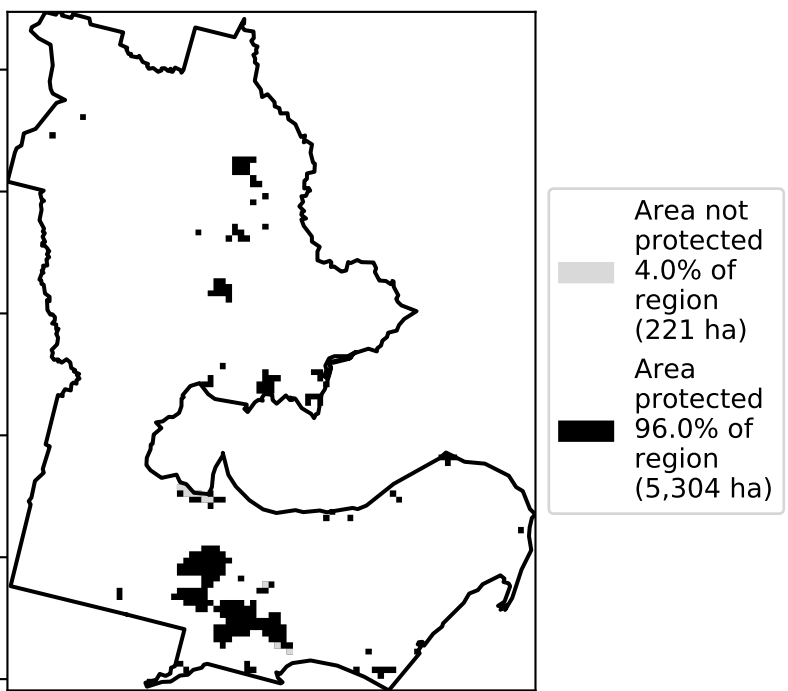 Area not
protected
4.0% of
region
(221 ha)
Area
protected
96.0% of
region
(5,304 ha)